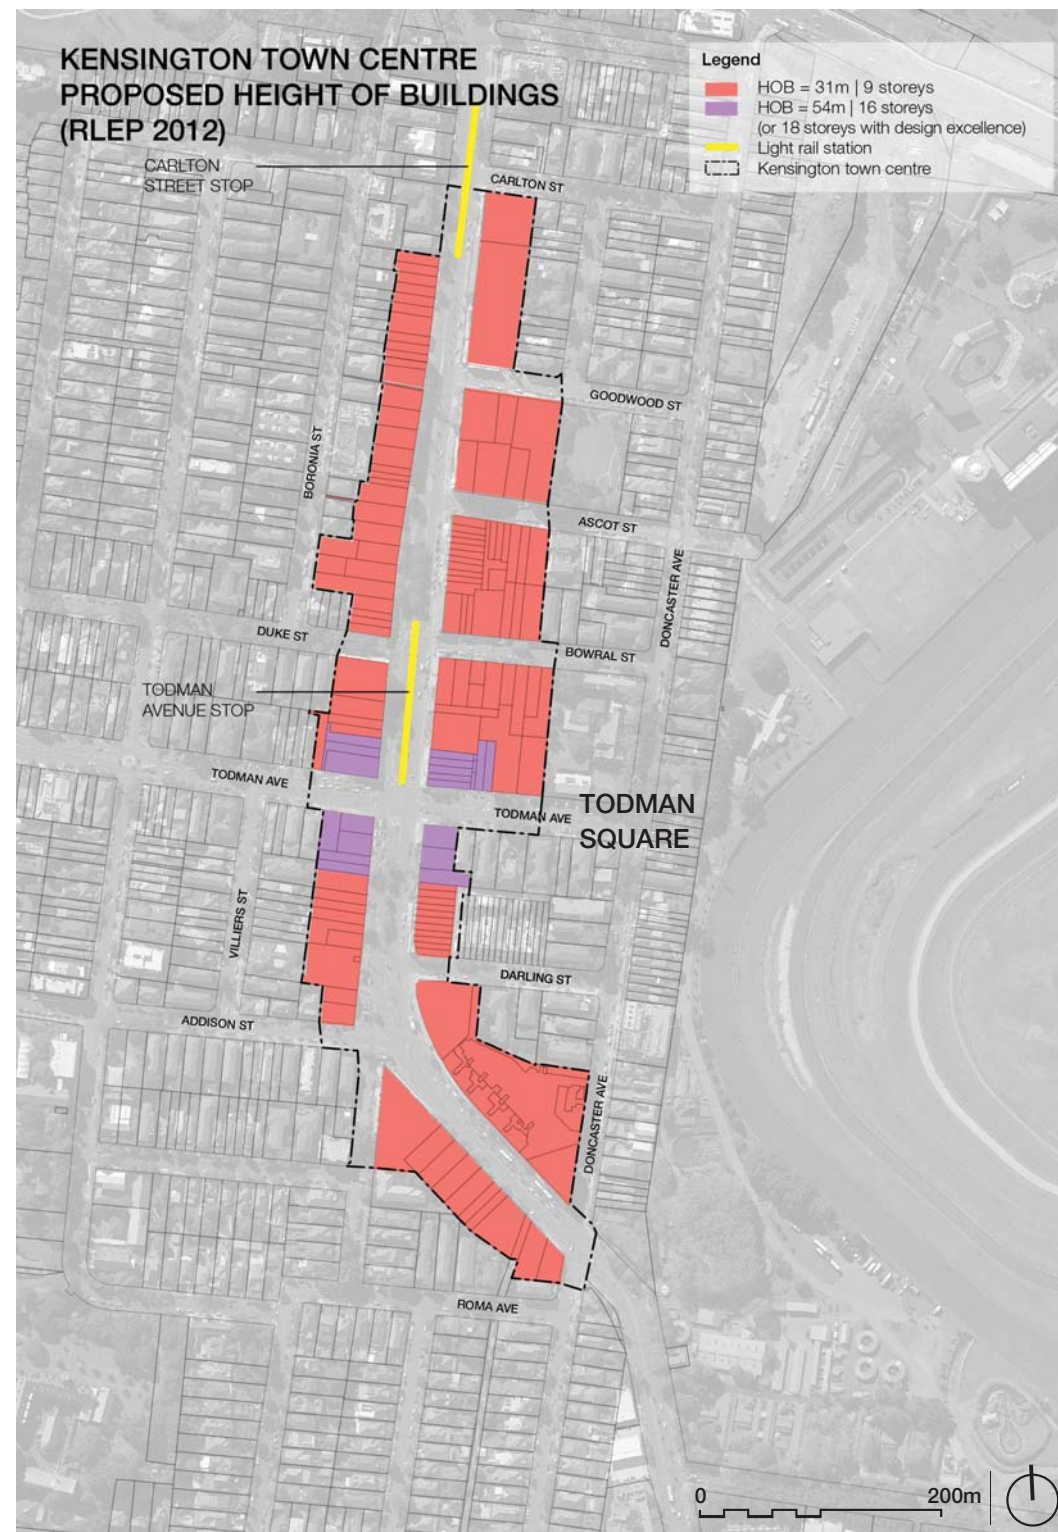 KENSINGTON TOWN CENTRE
PROPOSED HEIGHT OF BUILDINGS
(RLEP 2012)
Legend
HOB = 31m | 9 storeys
HOB = 54m | 16 storeys
(or 18 storeys with design excellence)
Light rail station
Kensington town centre
CARLTON
STREET STOP
CARLTON ST
GOODWOOD ST
BORONIA ST
ASCOT ST
DONCASTER AVE
DUKE ST
BOWRAL ST
TODMAN
AVENUE STOP
TODMAN AVE
TODMAN AVE
TODMAN
SQUARE
VILLIERS ST
DARLING ST
ADDISON ST
DONCASTER AVE
ROMA AVE
0
200m